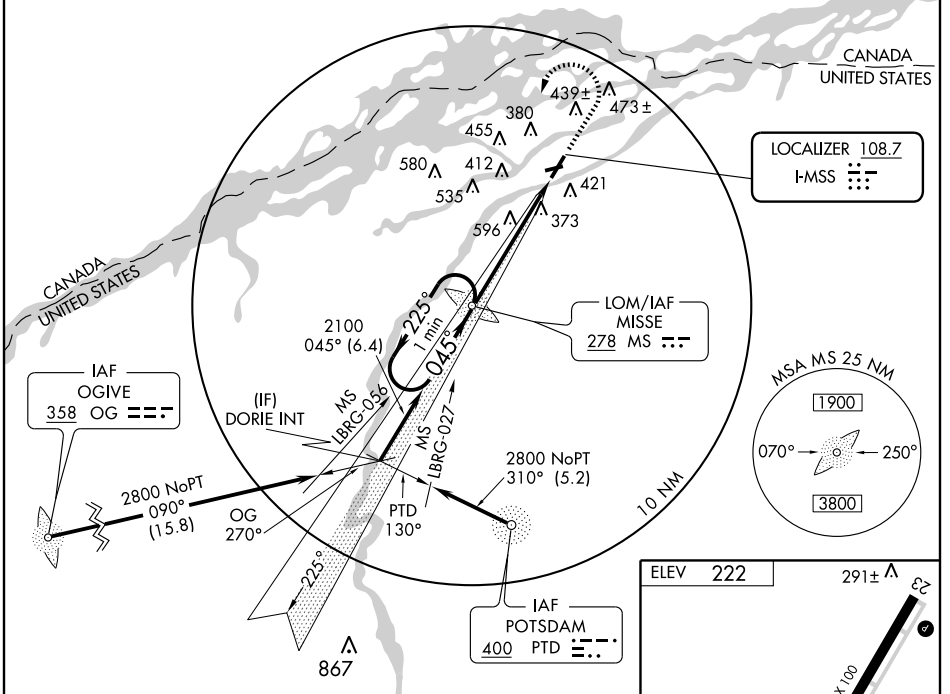 CANADA
UNITED STATES
439±
473±
380
455
580
412
535
421
596
373
LOCALIZER 108.7
I-MSS
CANADA
UNITED STATES
225°
1 min
045°
2100
045° (6.4)
LOM/IAF
MISSE
278 MS
MSA MS 25 NM
1900
070°
250°
3800
IAF
OGIVE
358 OG
(IF)
DORIE INT
MS
LBRG-056
MS
LBRG-027
2800 NoPT
090°
(15.8)
OG
270°
PTD
130°
2800 NoPT
310° (5.2)
10 NM
225°
867
IAF
POTSDAM
400 PTD
ELEV 222
291±
23
X 100
P